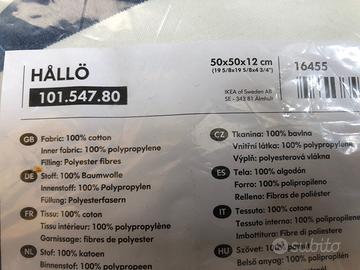 HÅLLÖ
101.547.80
50x50x12 cm
(19 5/8x19 5/8x4 3/4")
IKEA of Sweden AB
SE - 343 81 Älmhult
16455
GB Fabric: 100% cotton
Inner fabric: 100% polypropylene
Filling: Polyester fibres
DE Stoff: 100% Baumwolle
Innenstoff: 100% Polypropylen
Füllung: Polyesterfasern
FR Tissu: 100% coton
Tissu intérieur: 100% polypropylène
Garnissage: fibres de polyester
NL Stof: 100% katoen
Binnenstof: 100% polypropeen
CZ Tkanina: 100% bavlna
Vnitřní látka: 100% polypropylen
Výplň: polyesterová vlákna
ES Tela: 100% algodón
Forro: 100% polipropileno
Relleno: Fibras de poliéster
IT Tessuto: 100% cotone
Tessuto interno: 100% polipropilene
Imbottitura: Fibra di poliestere
HU Szövet: 100% pamut
Belső anyag: 100%
subito